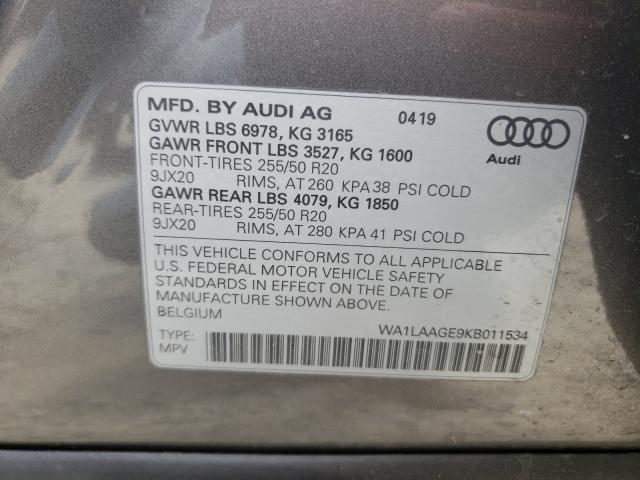 MFD. BY AUDI AG 0419
GVWR LBS 6978, KG 3165
GAWR FRONT LBS 3527, KG 1600
FRONT-TIRES 255/50 R20
9JX20 RIMS, AT 260 KPA 38 PSI COLD
GAWR REAR LBS 4079, KG 1850
REAR-TIRES 255/50 R20
9JX20 RIMS, AT 280 KPA 41 PSI COLD
Audi
THIS VEHICLE CONFORMS TO ALL APPLICABLE
U.S. FEDERAL MOTOR VEHICLE SAFETY
STANDARDS IN EFFECT ON THE DATE OF
MANUFACTURE SHOWN ABOVE.
BELGIUM
WA1LAAGE9KB011534
TYPE:
MPV